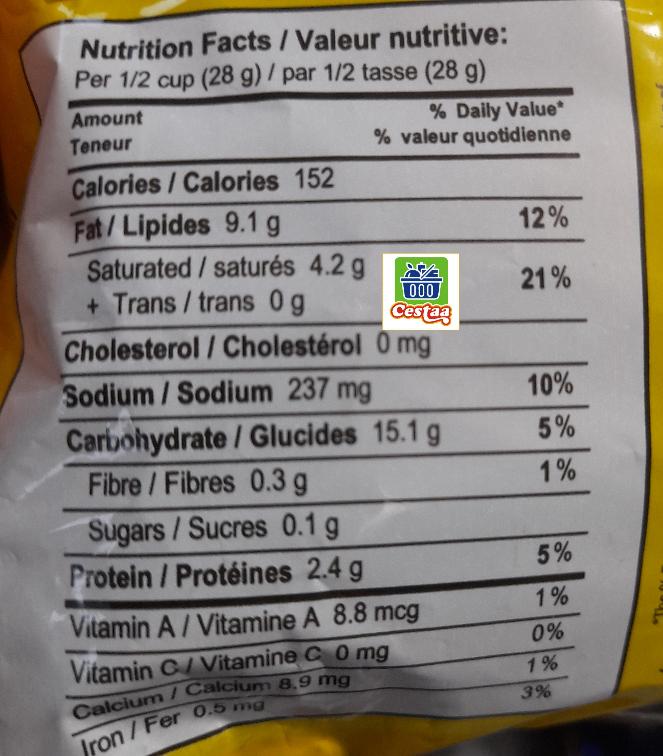 Nutrition Facts / Valeur nutritive:
Per 1/2 cup (28 g) / par 1/2 tasse (28 g)
Amount % Daily Value*
Teneur % valeur quotidienne
Calories / Calories 152
Fat / Lipides 9.1 g 12%
Saturated / saturés 4.2 g 21%
+ Trans / trans 0 g
Cestaa
Cholesterol / Cholestérol 0 mg
Sodium / Sodium 237 mg 10%
Carbohydrate / Glucides 15.1 g 5%
Fibre / Fibres 0.3 g 1%
Sugars / Sucres 0.1 g
Protein / Protéines 2.4 g 5%
Vitamin A / Vitamine A 8.8 mcg 1%
Vitamin C / Vitamine C 0 mg 0%
Calcium / Calcium 8.9 mg 1%
Iron / Fer 0.5 mg 3%